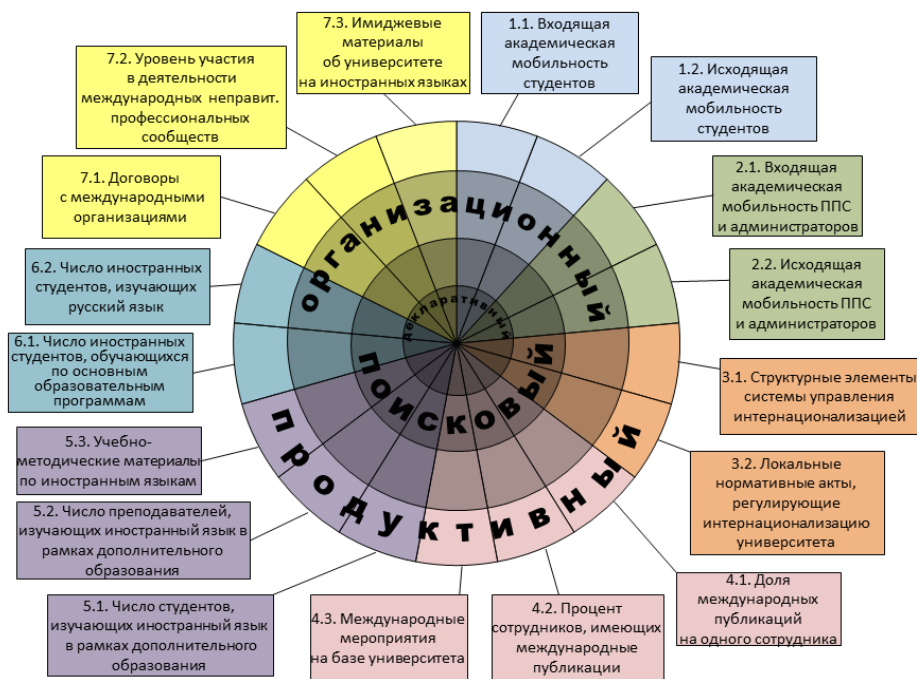 7.3. Имиджевые
материалы
об университете
на иностранных языках
1.1. Входящая
академическая
мобильность
студентов
7.2. Уровень участия
в деятельности
международных неправит.
профессиональных
сообществ
1.2. Исходящая
академическая
мобильность
студентов
7.1. Договоры
с международными
организациями
2.1. Входящая
академическая
мобильность ППС
и администраторов
6.2. Число иностранных
студентов, изучающих
русский язык
2.2. Исходящая
академическая
мобильность ППС
и администраторов
6.1. Число иностранных
студентов, обучающихся
по основным
образовательным
программам
3.1. Структурные элементы
системы управления
интернационализацией
5.3. Учебно-
методические материалы
по иностранным языкам
3.2. Локальные
нормативные акты,
регулирующие
интернационализацию
университета
5.2. Число преподавателей,
изучающих иностранный язык в
рамках дополнительного
образования
4.1. Доля
международных
публикаций
на одного сотрудника
5.1. Число студентов,
изучающих иностранный язык
в рамках дополнительного
образования
4.3. Международные
мероприятия
на базе университета
4.2. Процент
сотрудников, имеющих
международные
публикации
организационный
декларативный
поисковый
продуктивный